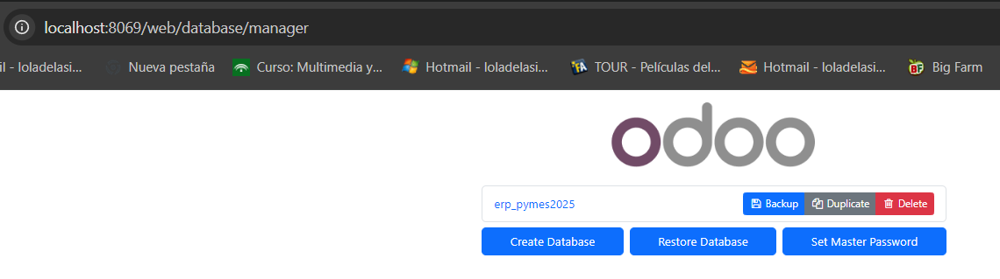 localhost:8069/web/database/manager
il - loladelasi... Nueva pestaña Curso: Multimedia y... Hotmail - loladelasi... TOUR - Películas del... Hotmail - loladelasi... Big Farm
odoo
erp_pymes2025 Backup Duplicate Delete
Create Database Restore Database Set Master Password